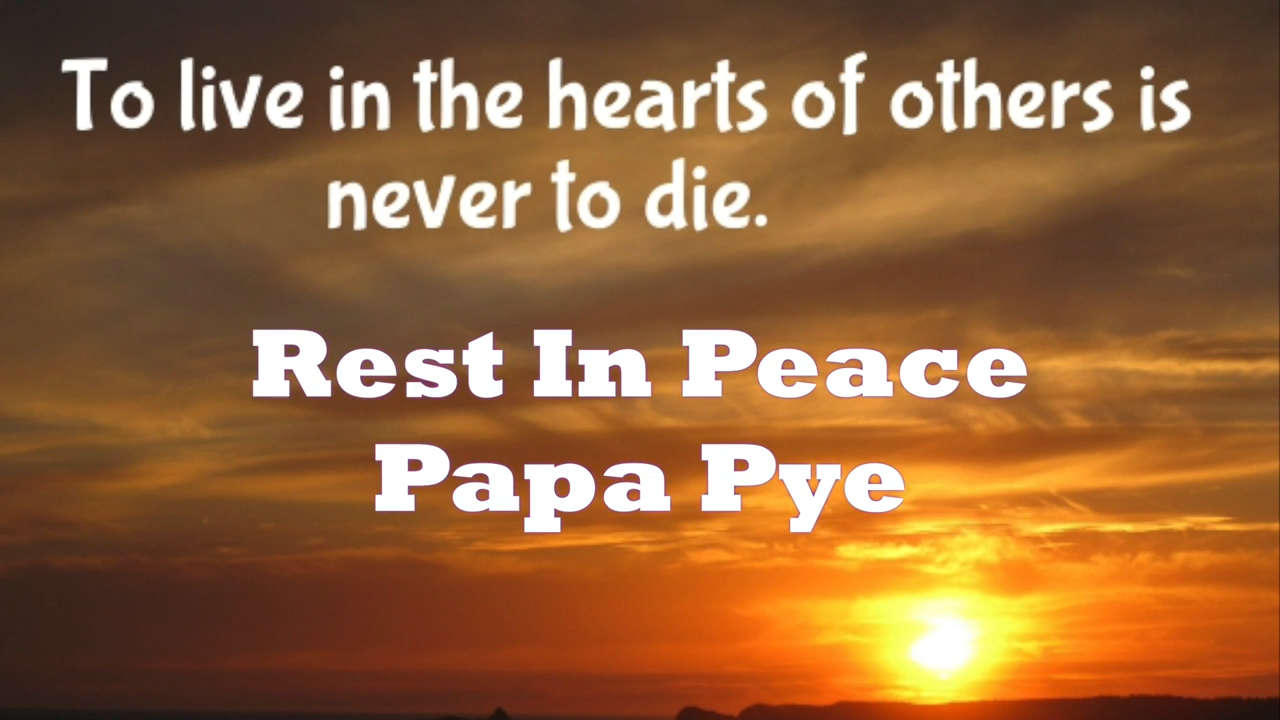 To live in the hearts of others is
never to die.
Rest In Peace
Papa Pye